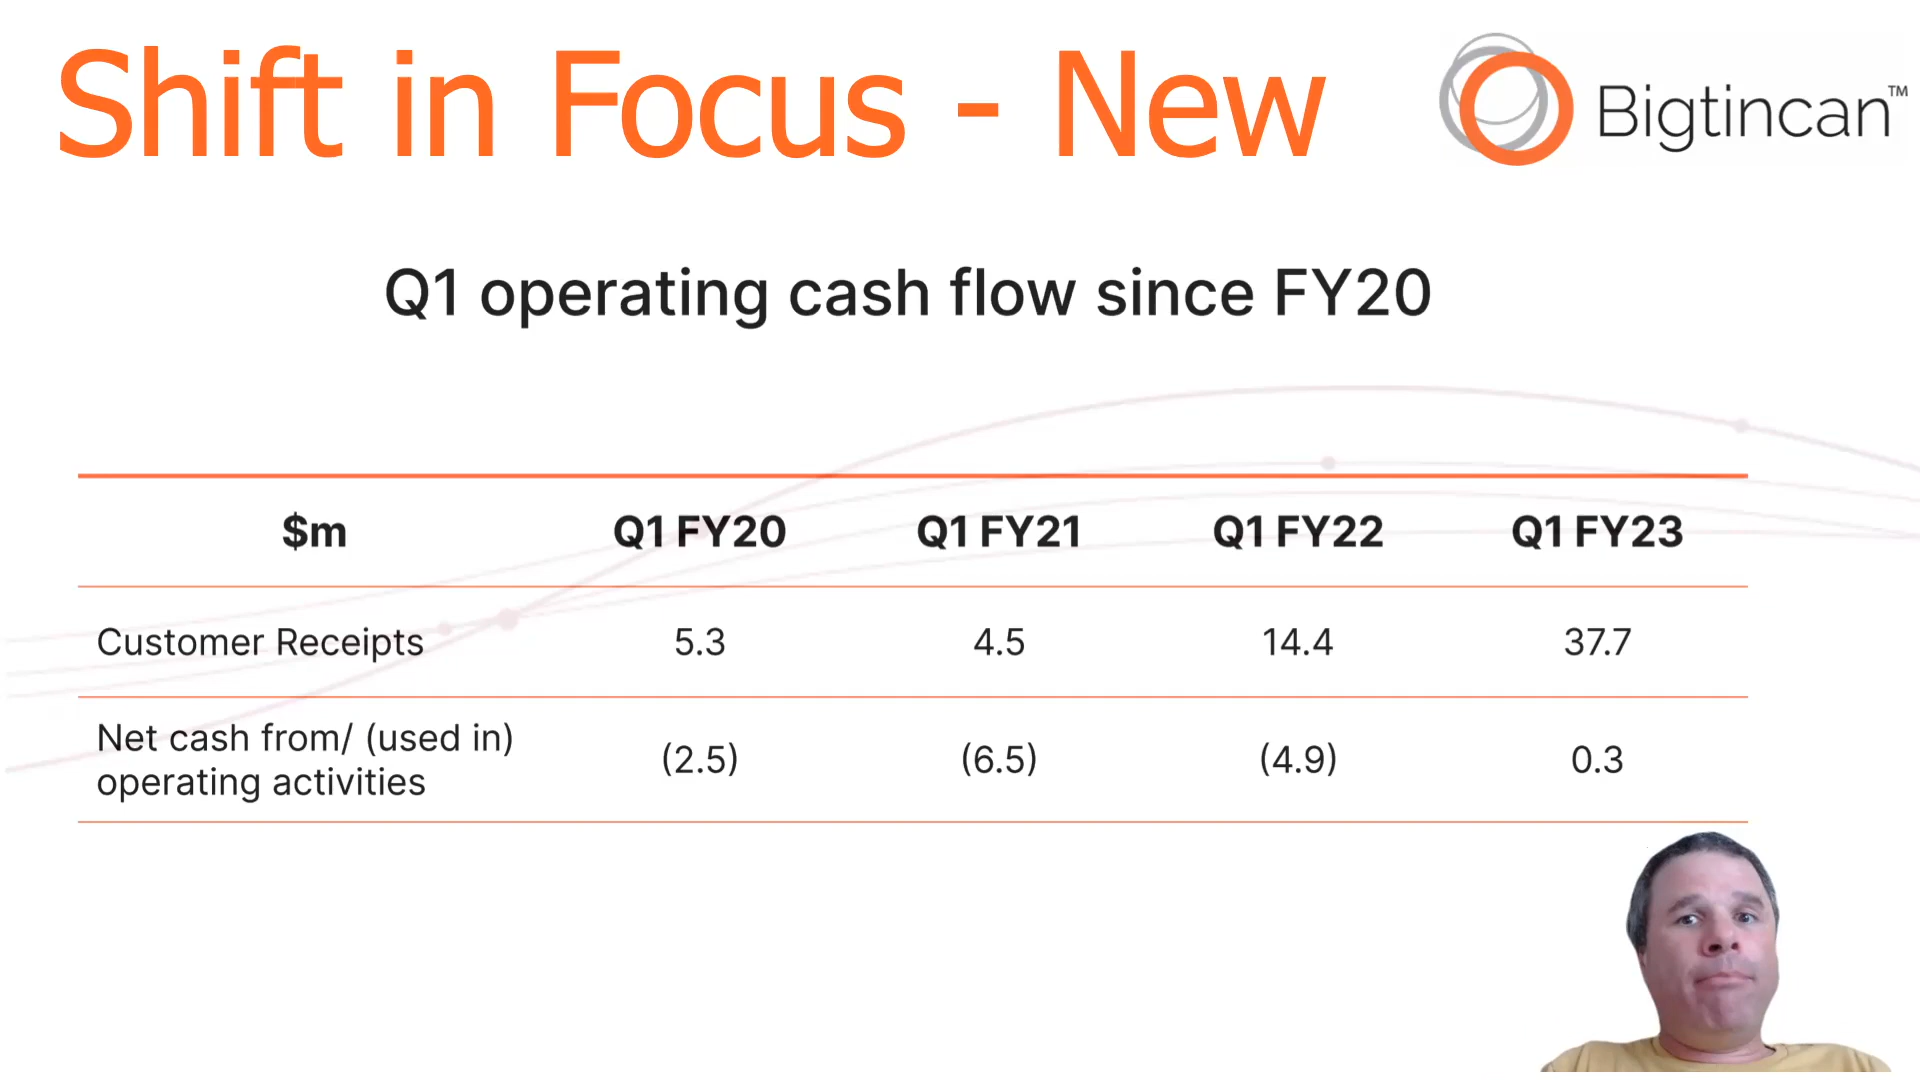 Shift in Focus - New
Bigtincan™
Q1 operating cash flow since FY20
$m Q1 FY20 Q1 FY21 Q1 FY22 Q1 FY23
Customer Receipts 5.3 4.5 14.4 37.7
Net cash from/ (used in)
operating activities (2.5) (6.5) (4.9) 0.3